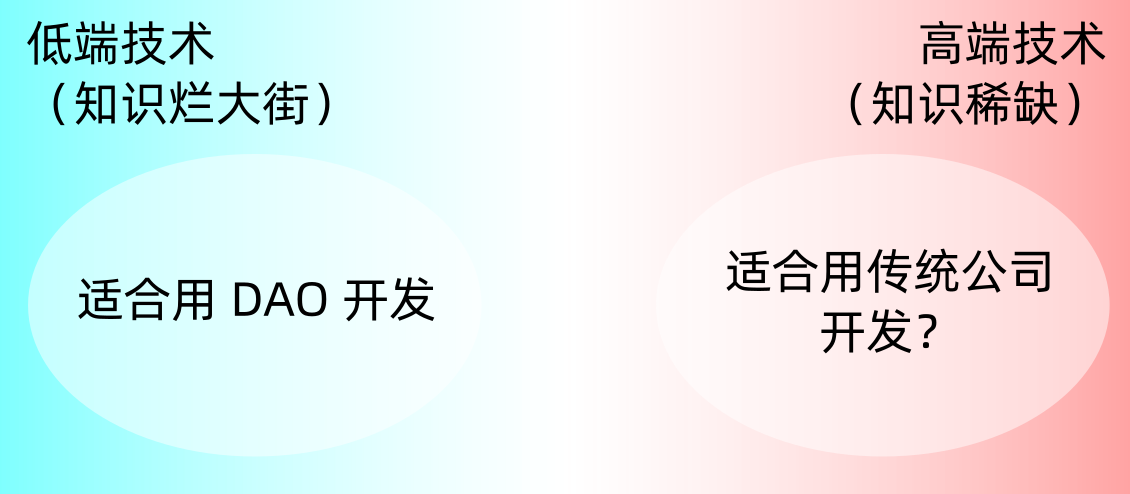 低端技术
（知识烂大街）
高端技术
（知识稀缺）
适合用 DAO 开发
适合用传统公司
开发？